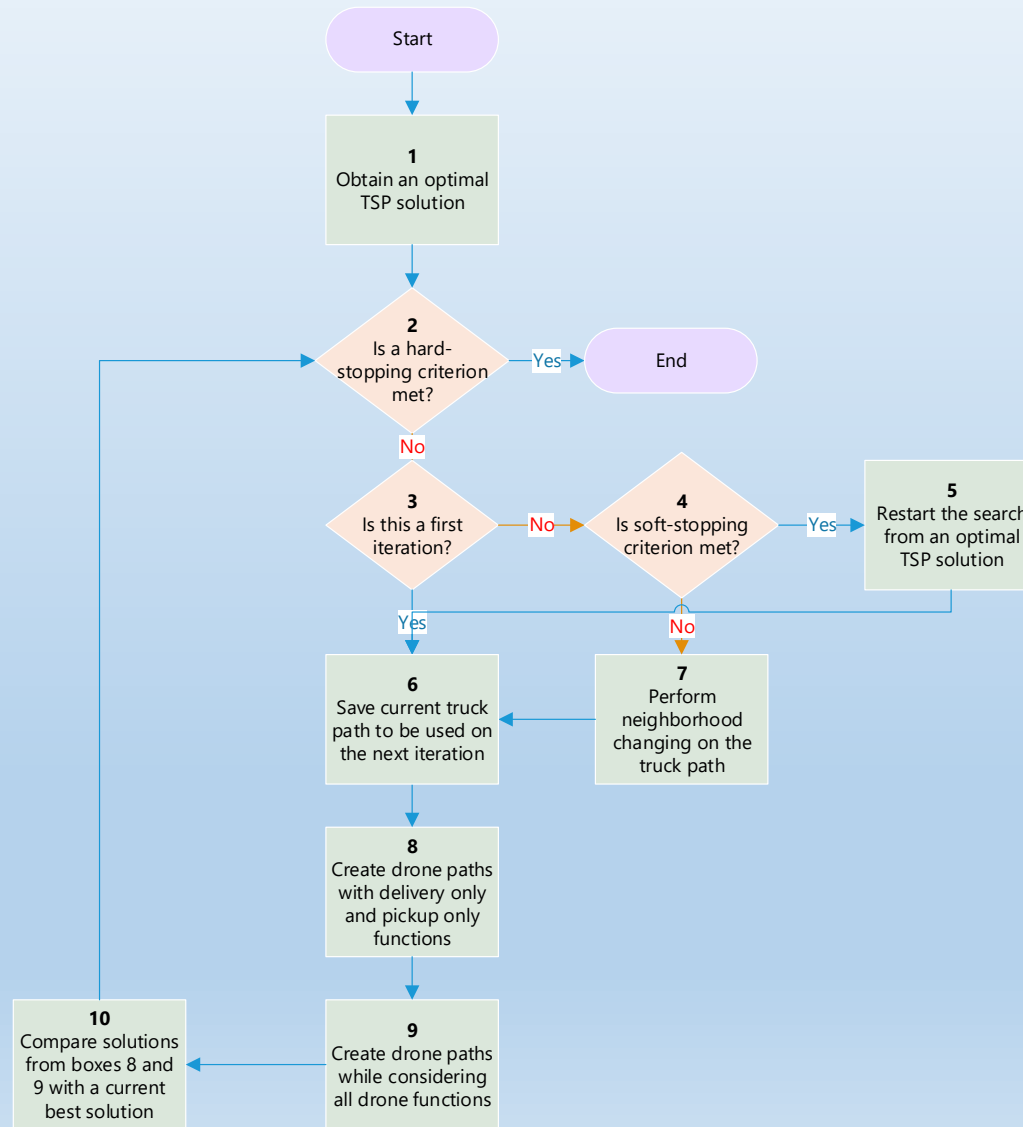 Start
1
Obtain an optimal
TSP solution
2
Is a hard-
stopping criterion
met?
Yes
End
No
3
Is this a first
iteration?
No
4
Is soft-stopping
criterion met?
Yes
5
Restart the search
from an optimal
TSP solution
Yes
No
6
Save current truck
path to be used on
the next iteration
7
Perform
neighborhood
changing on the
truck path
8
Create drone paths
with delivery only
and pickup only
functions
9
Create drone paths
while considering
all drone functions
10
Compare solutions
from boxes 8 and
9 with a current
best solution